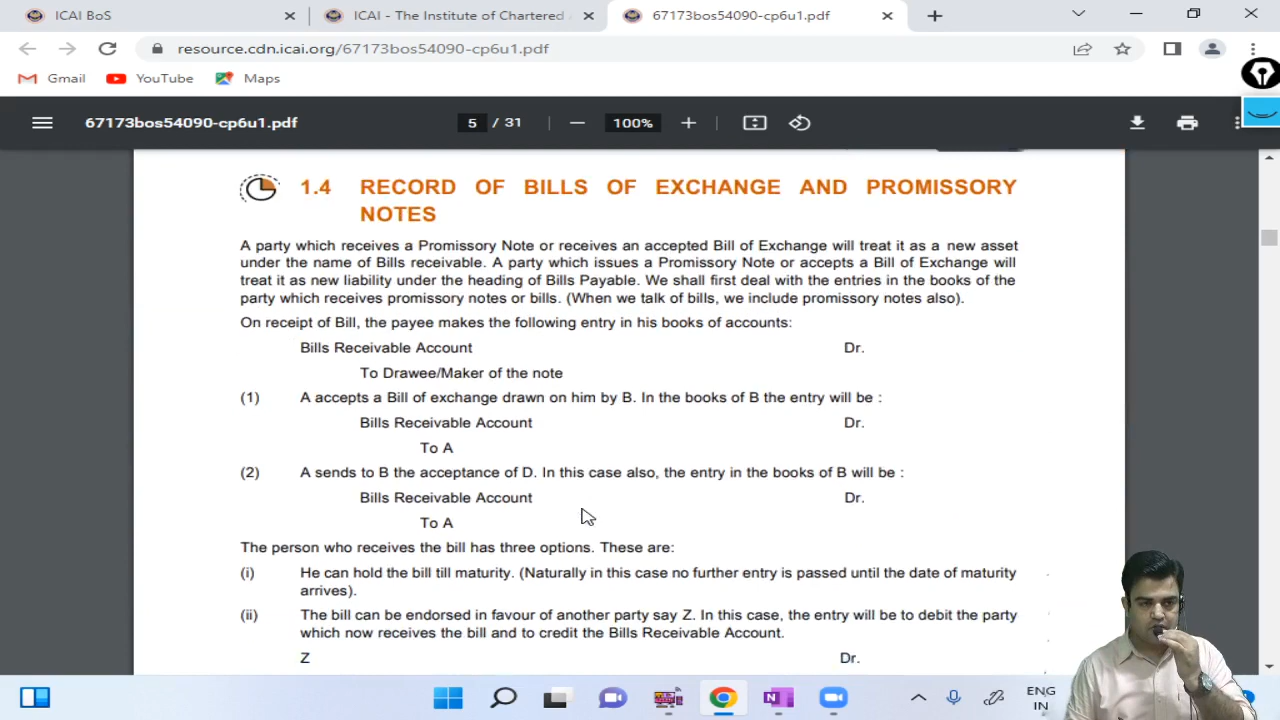 ICAI BoS
ICAI - The Institute of Chartered
67173bos54090-cp6u1.pdf
resource.cdn.icai.org/67173bos54090-cp6u1.pdf
Gmail YouTube Maps
67173bos54090-cp6u1.pdf 5 / 31 100%
1.4 RECORD OF BILLS OF EXCHANGE AND PROMISSORY
NOTES
A party which receives a Promissory Note or receives an accepted Bill of Exchange will treat it as a new asset
under the name of Bills receivable. A party which issues a Promissory Note or accepts a Bill of Exchange will
treat it as new liability under the heading of Bills Payable. We shall first deal with the entries in the books of the
party which receives promissory notes or bills. (When we talk of bills, we include promissory notes also).
On receipt of Bill, the payee makes the following entry in his books of accounts:
Bills Receivable Account Dr.
To Drawee/Maker of the note
(1) A accepts a Bill of exchange drawn on him by B. In the books of B the entry will be :
Bills Receivable Account Dr.
To A
(2) A sends to B the acceptance of D. In this case also, the entry in the books of B will be :
Bills Receivable Account Dr.
To A
The person who receives the bill has three options. These are:
(i) He can hold the bill till maturity. (Naturally in this case no further entry is passed until the date of maturity
arrives).
(ii) The bill can be endorsed in favour of another party say Z. In this case, the entry will be to debit the party
which now receives the bill and to credit the Bills Receivable Account.
Z Dr.
ENG
IN